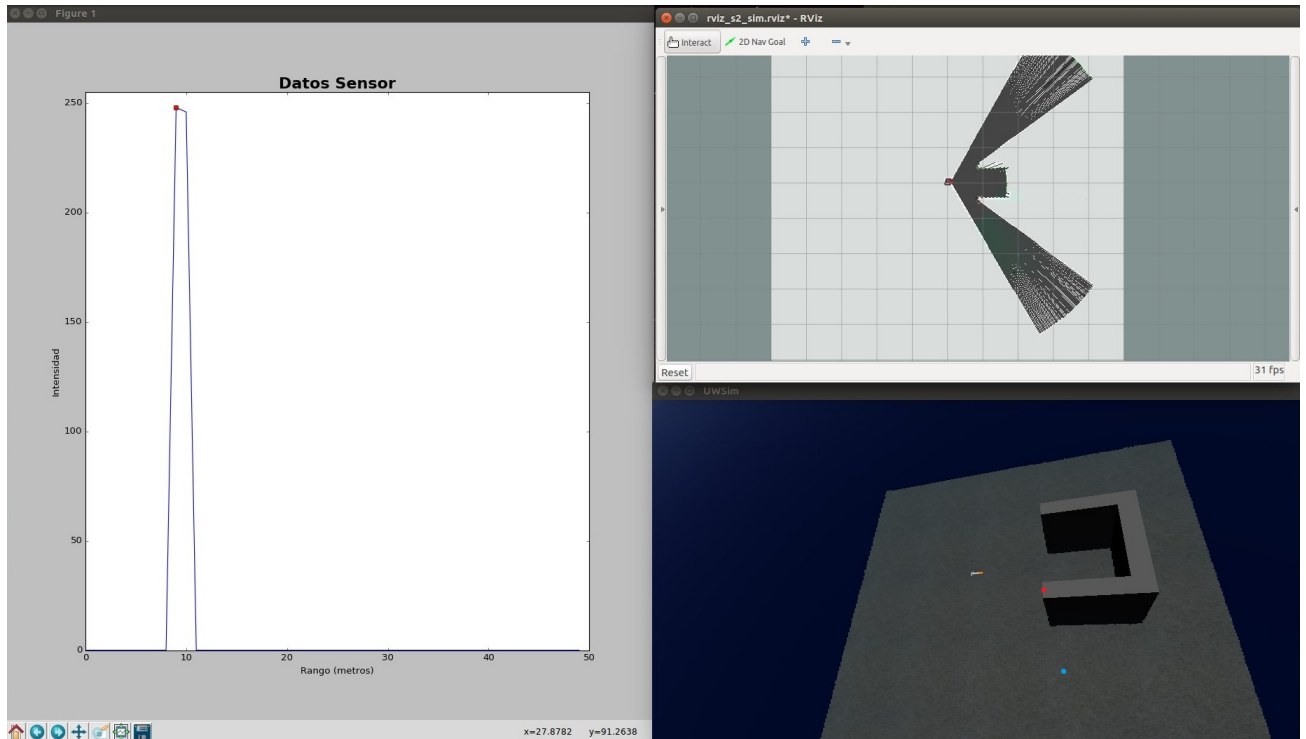 Figure 1
Datos Sensor
250
200
150
100
50
0
Intensidad
0 10 20 30 40 50
Rango (metros)
x=27.8782 y=91.2638
rviz_s2_sim.rviz* - RViz
Interact 2D Nav Goal
Reset 31 fps
UWSim